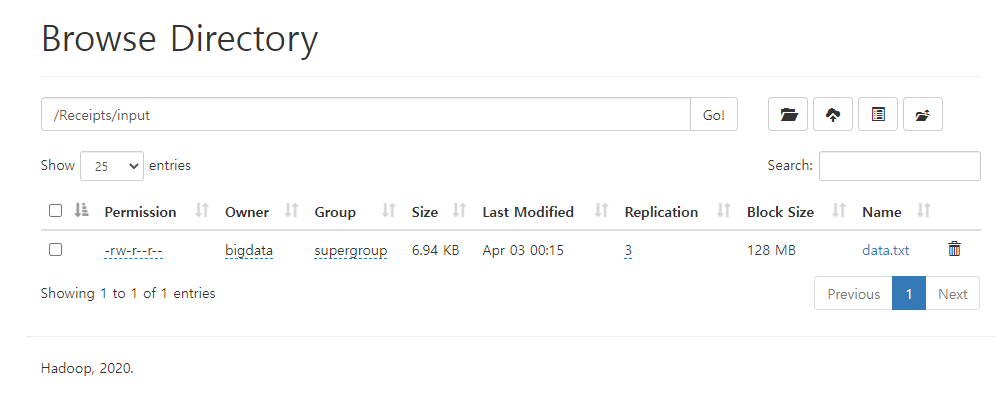 Browse Directory
/Receipts/input Go!
Show 25 entries Search:
Permission Owner Group Size Last Modified Replication Block Size Name
-rw-r--r-- bigdata supergroup 6.94 KB Apr 03 00:15 3 128 MB data.txt
Showing 1 to 1 of 1 entries Previous 1 Next
Hadoop, 2020.